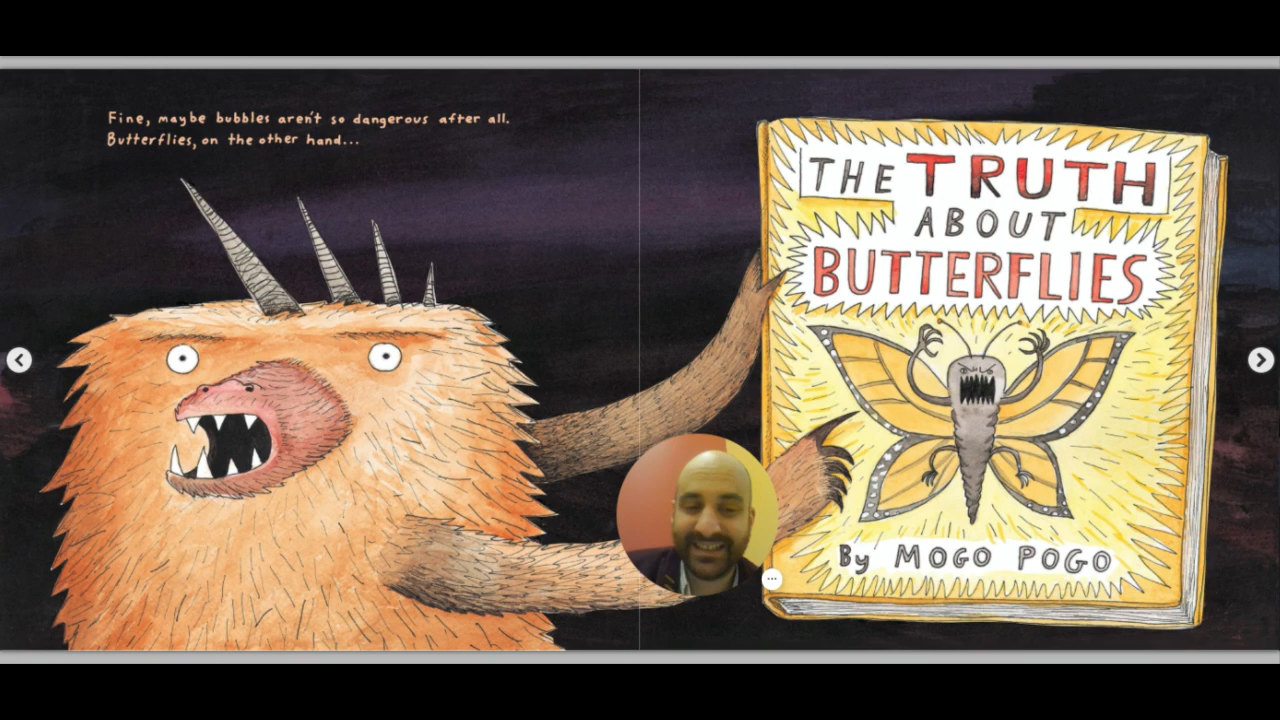 Fine, maybe bubbles aren't so dangerous after all.
Butterflies, on the other hand...
THE TRUTH
ABOUT
BUTTERFLIES
By MOGO POGO